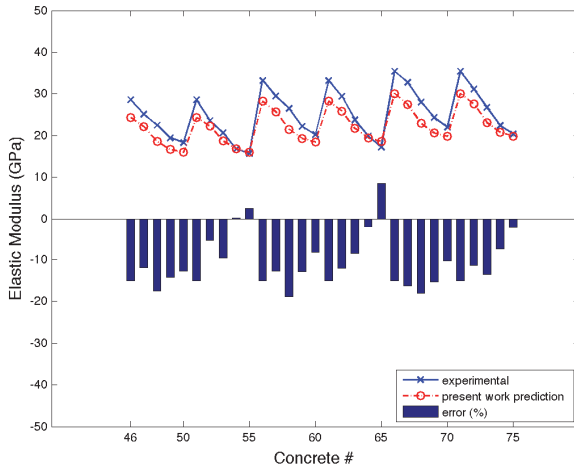 50
40
30
20
10
0
-10
-20
-30
-40
-50
Elastic Modulus (GPa)
46 50 55 60 65 70 75
Concrete #
experimental
present work prediction
error (%)